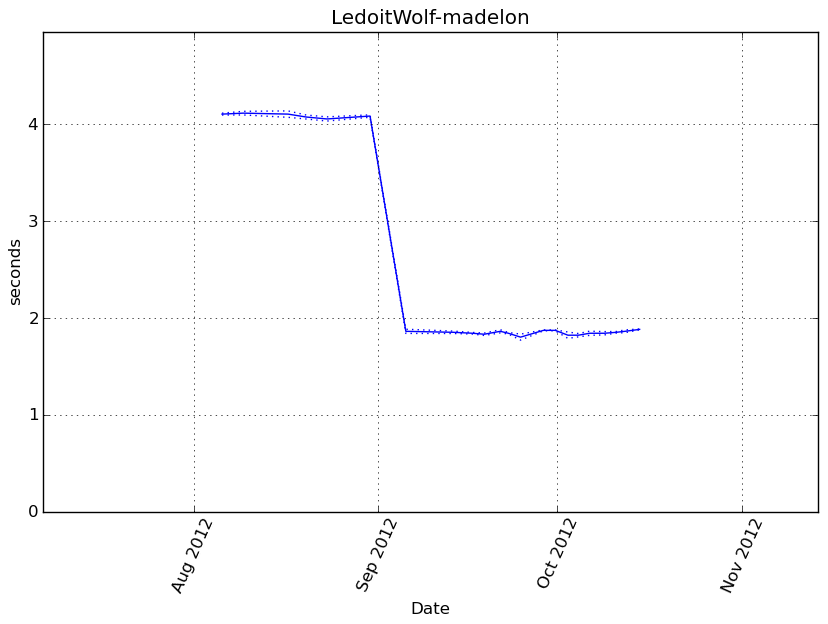 LedoitWolf-madelon
4
3
2
1
0
seconds
Aug 2012
Sep 2012
Oct 2012
Nov 2012
Date